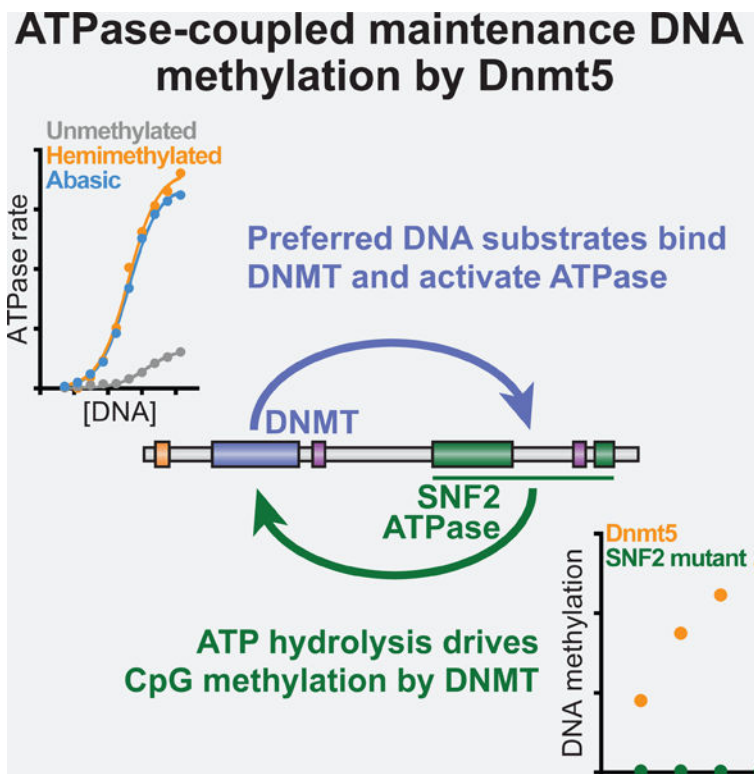 ATPase-coupled maintenance DNA
methylation by Dnmt5
Unmethylated
Hemimethylated
Abasic
ATPase rate
[DNA]
Preferred DNA substrates bind
DNMT and activate ATPase
DNMT
SNF2
ATPase
ATP hydrolysis drives
CpG methylation by DNMT
Dnmt5
SNF2 mutant
DNA methylation